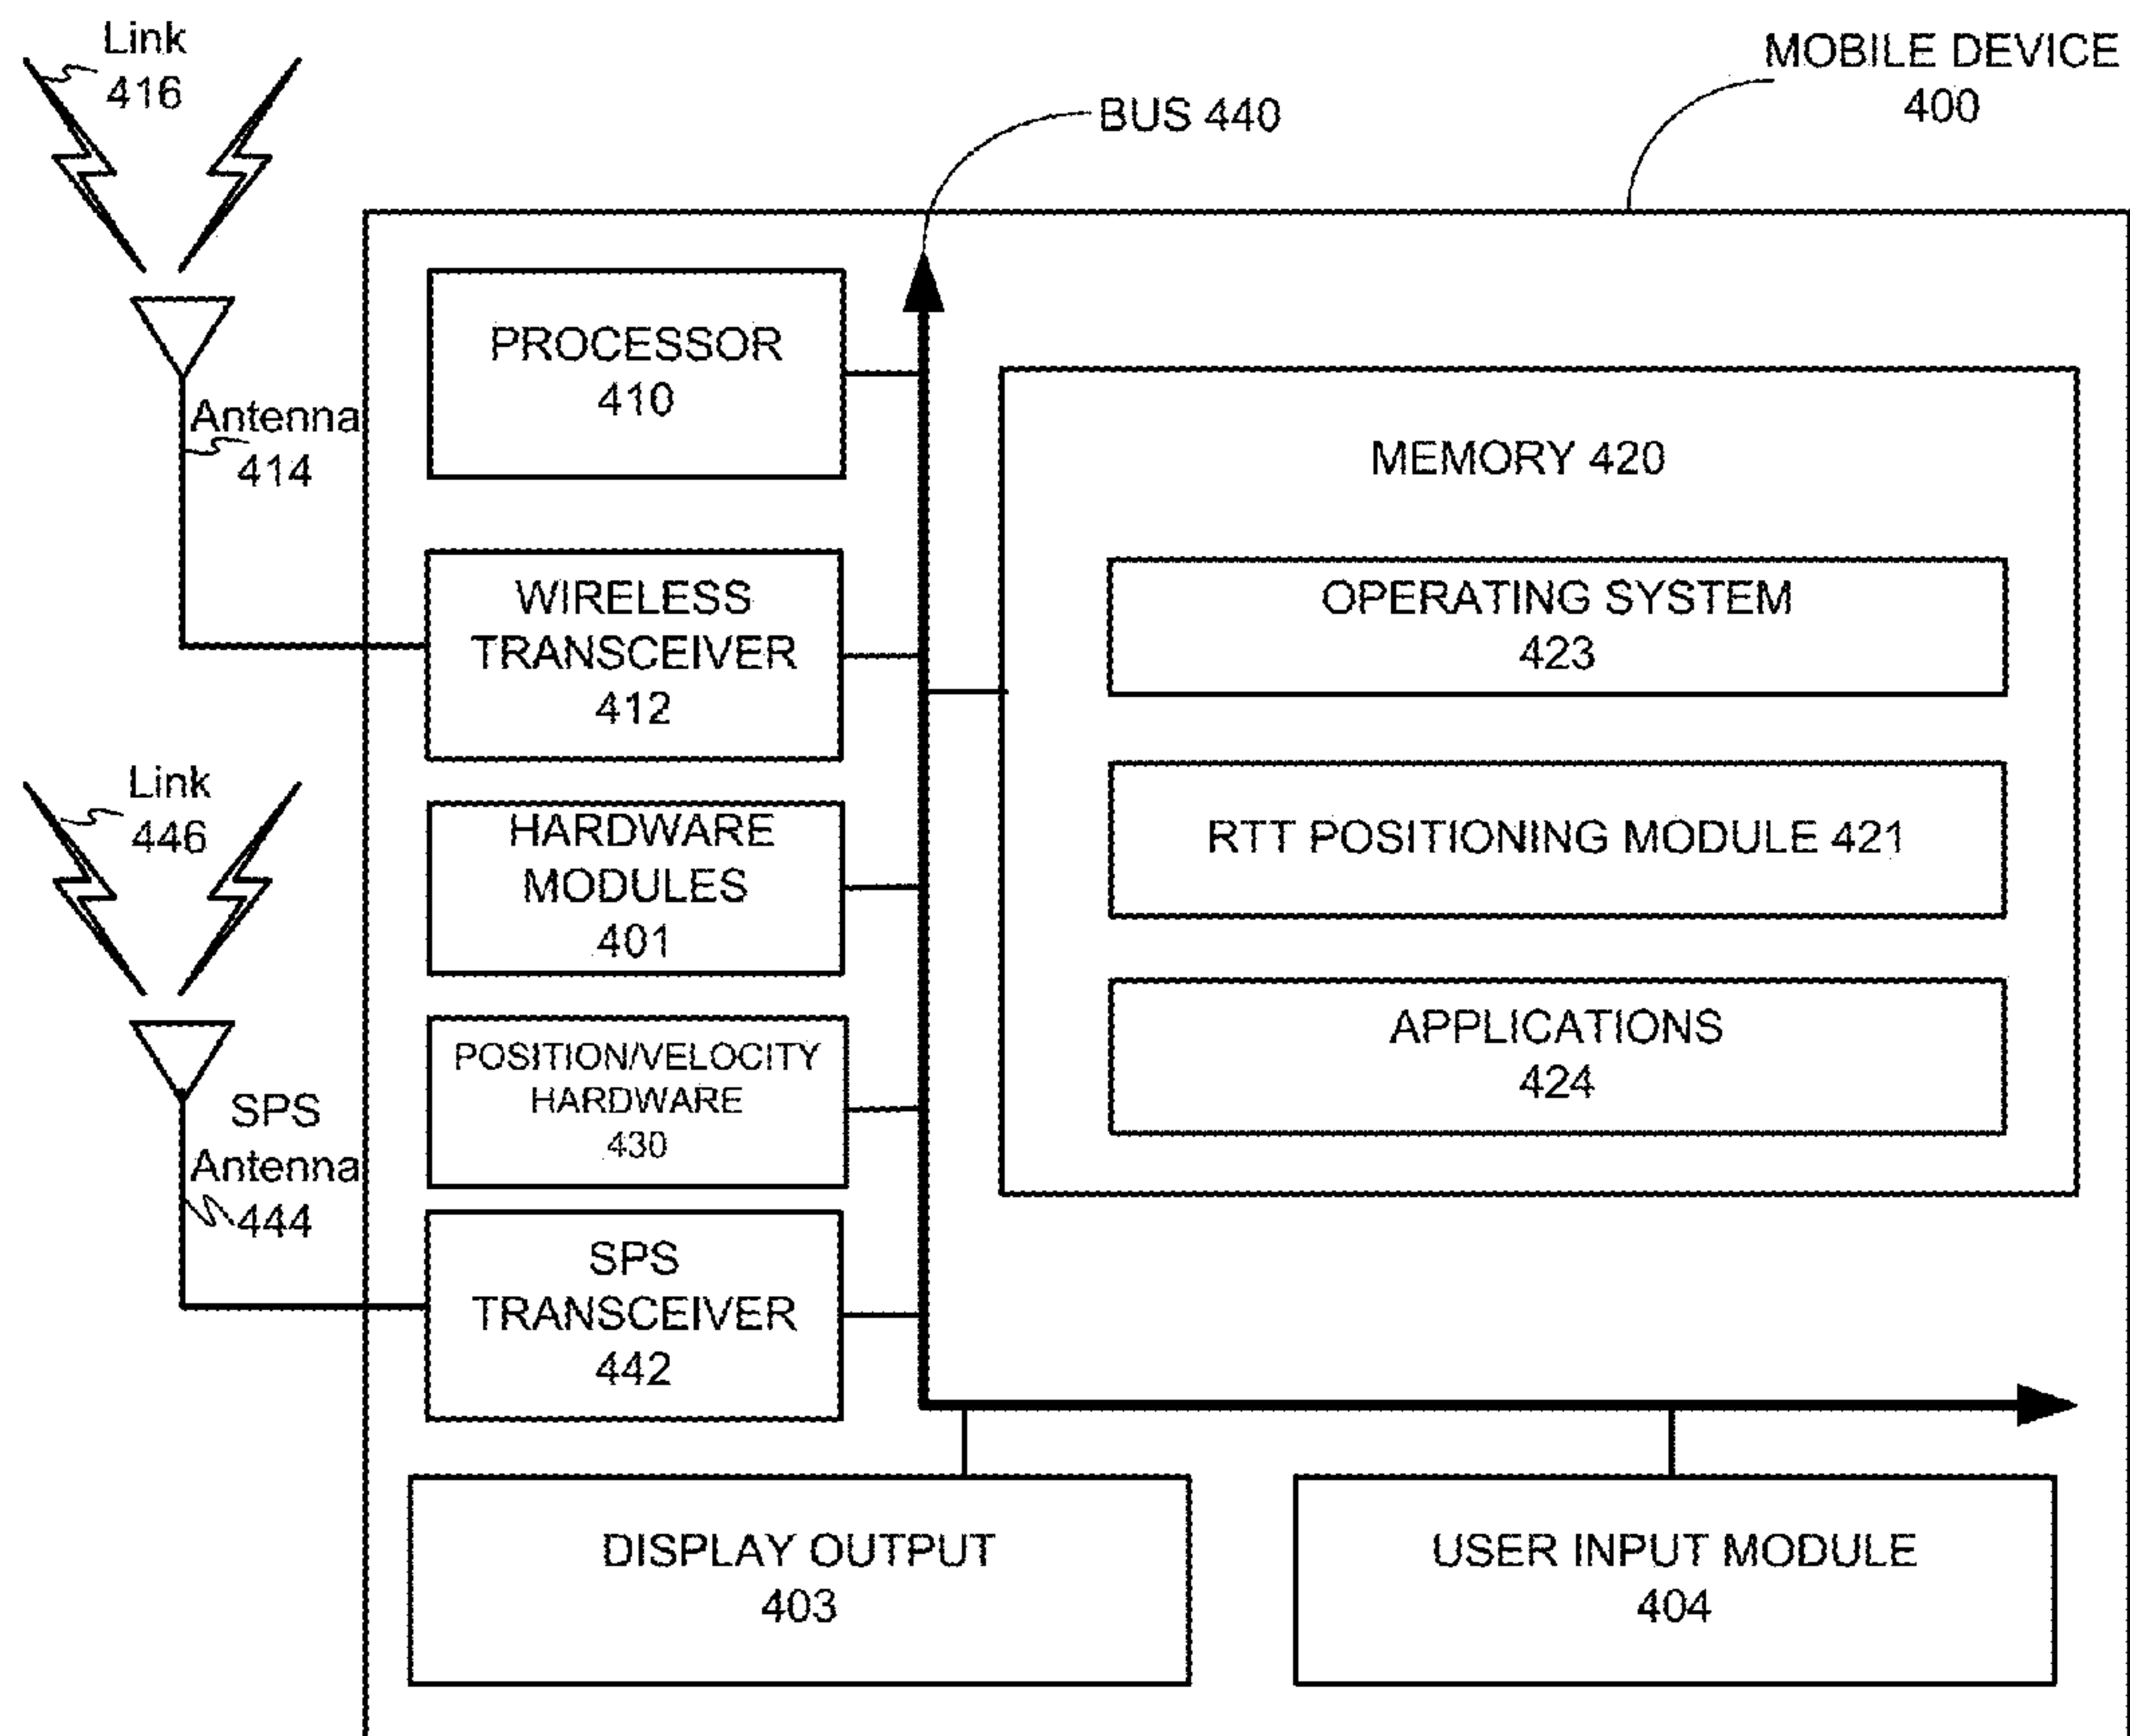 Link
416
MOBILE DEVICE
400
BUS 440
PROCESSOR
410
Antenna
414
MEMORY 420
WIRELESS
TRANSCEIVER
412
OPERATING SYSTEM
423
Link
446
HARDWARE
MODULES
401
RTT POSITIONING MODULE 421
POSITION/VELOCITY
HARDWARE
430
APPLICATIONS
424
SPS
Antenna
444
SPS
TRANSCEIVER
442
DISPLAY OUTPUT
403
USER INPUT MODULE
404